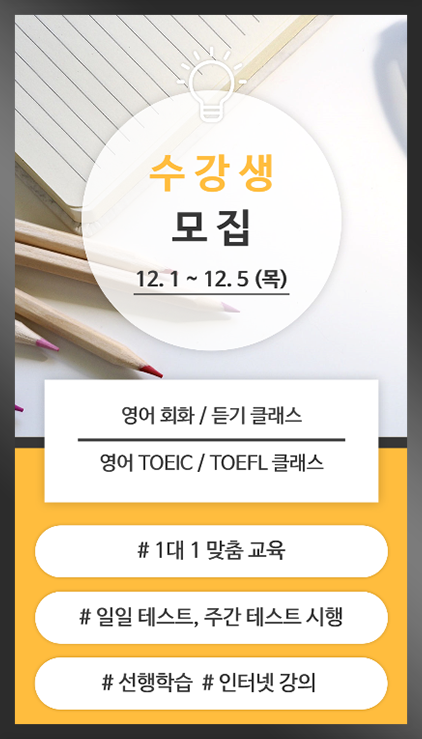 수강생
모집
12. 1 ~ 12. 5 (목)
영어 회화 / 듣기 클래스
영어 TOEIC / TOEFL 클래스
# 1대 1 맞춤 교육
# 일일 테스트, 주간 테스트 시행
# 선행학습 # 인터넷 강의